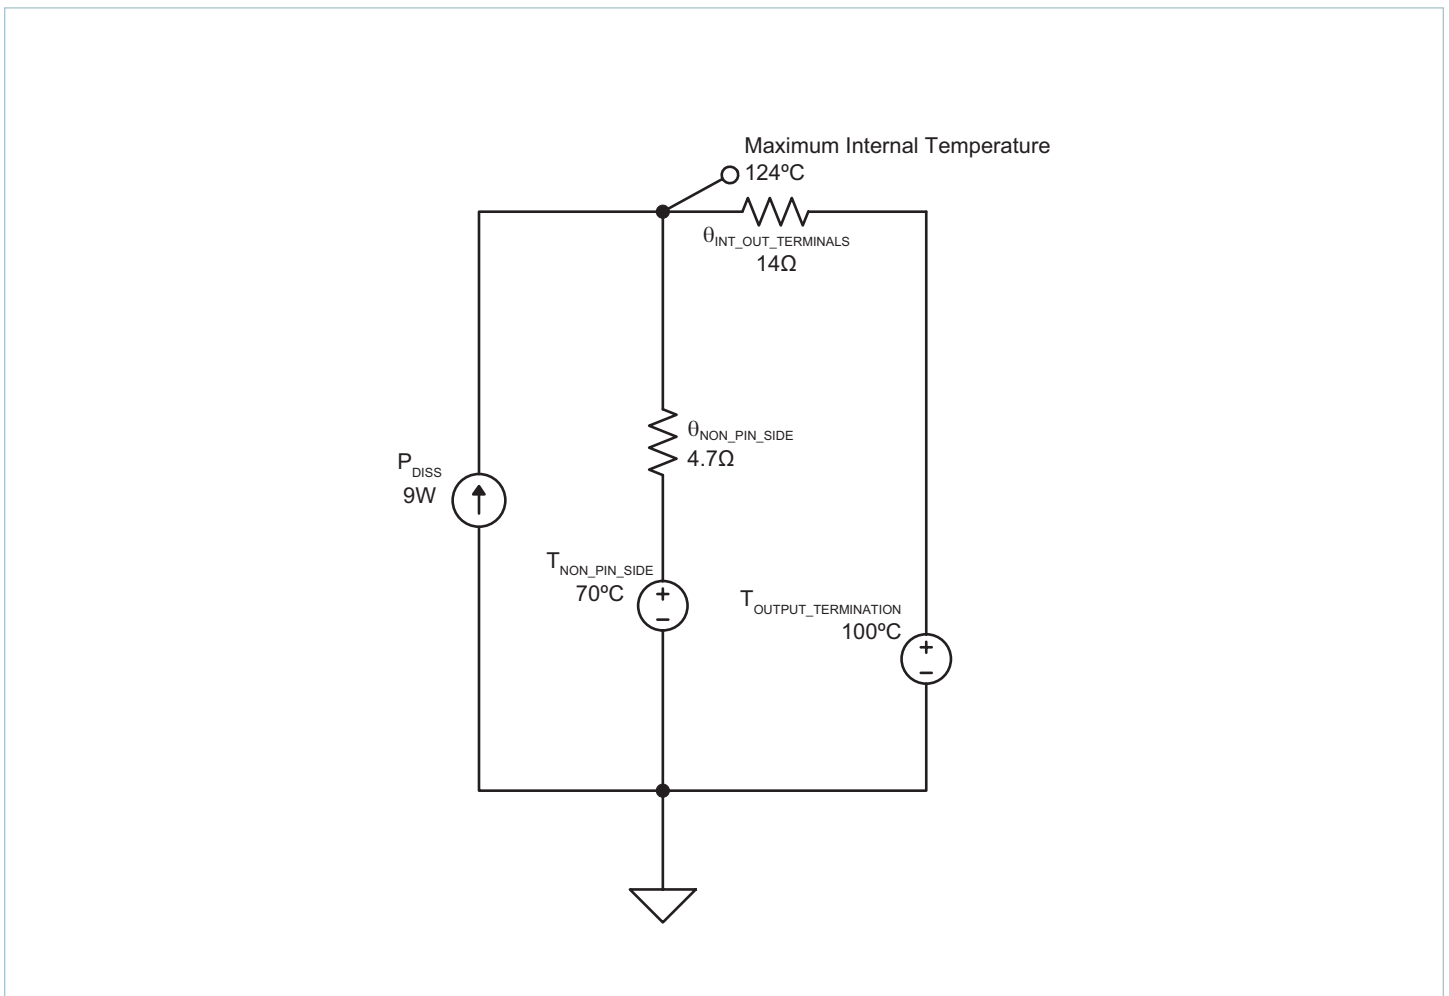 Maximum Internal Temperature
124ºC
θINT_OUT_TERMINALS
14Ω
θNON_PIN_SIDE
4.7Ω
PDISS
9W
TNON_PIN_SIDE
70ºC
+
−
TOUTPUT_TERMINATION
100ºC
+
−